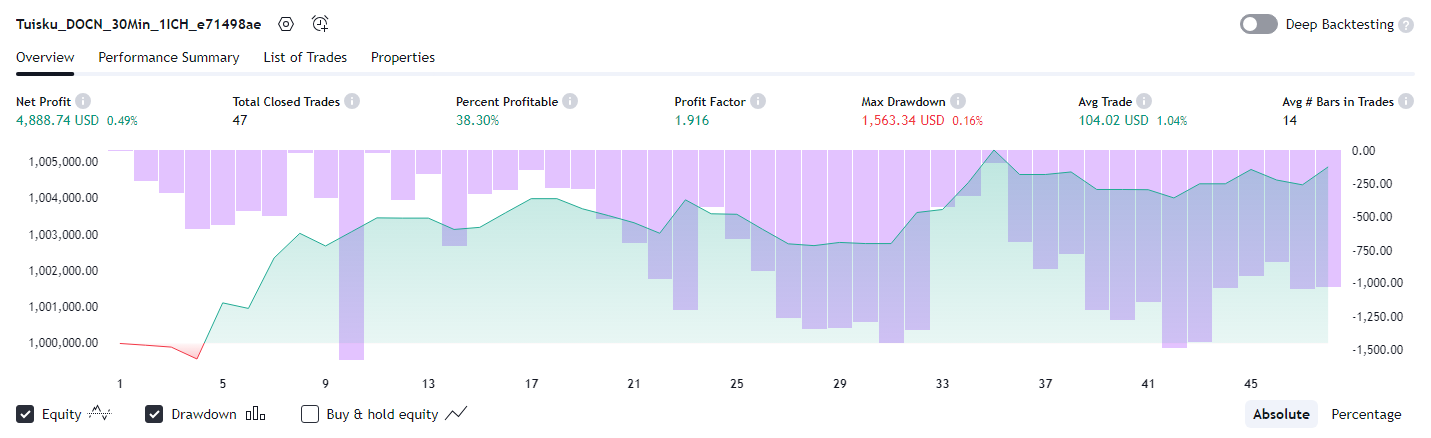 Tuisku_DOCN_30Min_1ICH_e71498ae
Deep Backtesting ?
Overview Performance Summary List of Trades Properties
Net Profit i Total Closed Trades i Percent Profitable i Profit Factor i Max Drawdown i Avg Trade i Avg # Bars in Trades i
4,888.74 USD 0.49% 47 38.30% 1.916 1,563.34 USD 0.16% 104.02 USD 1.04% 14
1,005,000.00
1,004,000.00
1,003,000.00
1,002,000.00
1,001,000.00
1,000,000.00
0.00
-250.00
-500.00
-750.00
-1,000.00
-1,250.00
-1,500.00
1 5 9 13 17 21 25 29 33 37 41 45
Equity Drawdown Buy & hold equity Absolute Percentage